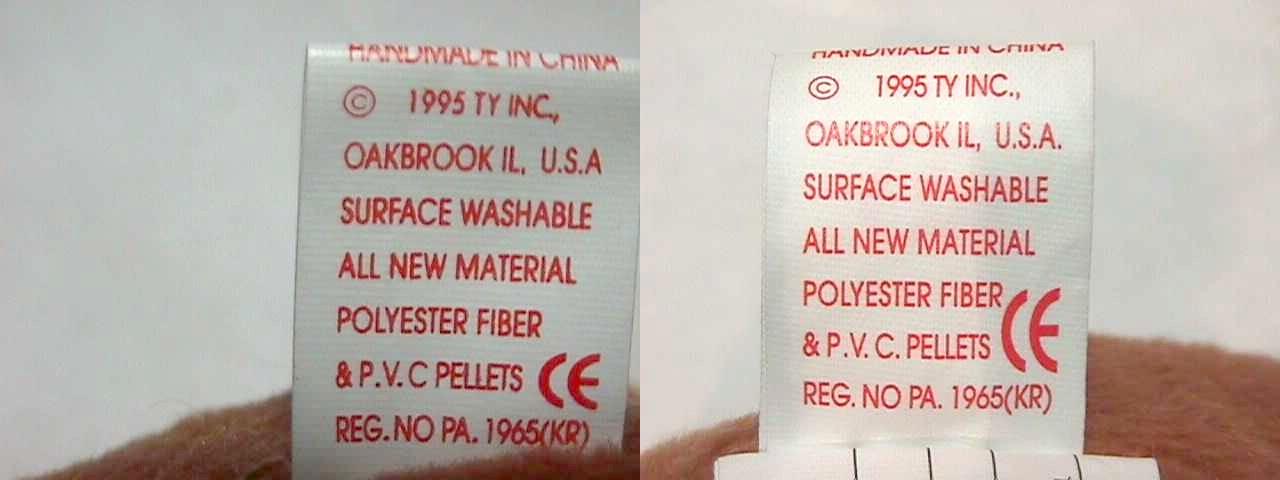 HANDMADE IN CHINA
© 1995 TY INC.,
OAKBROOK IL, U.S.A
SURFACE WASHABLE
ALL NEW MATERIAL
POLYESTER FIBER
& P.V.C PELLETS CE
REG. NO PA. 1965(KR)
HANDMADE IN CHINA
© 1995 TY INC.,
OAKBROOK IL, U.S.A.
SURFACE WASHABLE
ALL NEW MATERIAL
POLYESTER FIBER
& P.V. C. PELLETS CE
REG. NO PA. 1965(KR)